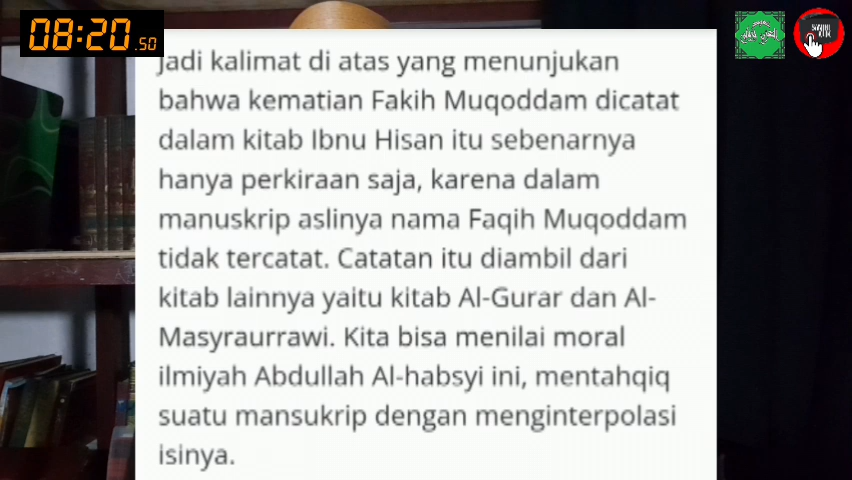 08:20.50
Jadi kalimat di atas yang menunjukan
bahwa kematian Fakih Muqoddam dicatat
dalam kitab Ibnu Hisan itu sebenarnya
hanya perkiraan saja, karena dalam
manuskrip aslinya nama Faqih Muqoddam
tidak tercatat. Catatan itu diambil dari
kitab lainnya yaitu kitab Al-Gurar dan Al-
Masyraurrawi. Kita bisa menilai moral
ilmiyah Abdullah Al-habsyi ini, mentahqiq
suatu mansukrip dengan menginterpolasi
isinya.